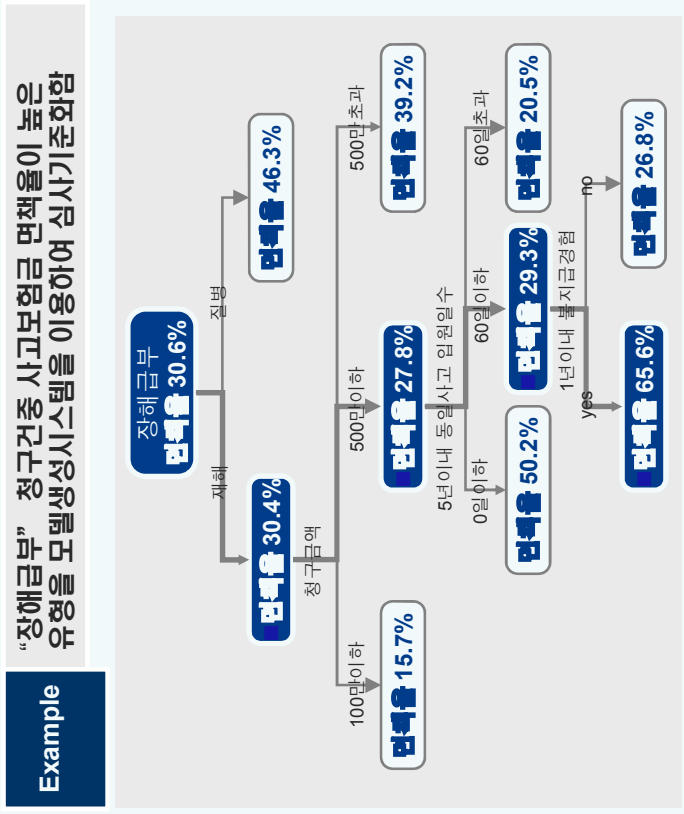 Example
“장해급부” 청구건중 사고보험금 면책율이 높은
유형을 모델생성시스템을 이용하여 심사기준화함
장해급부
면책율 30.6%
재해
질병
면책율 30.4%
면책율 46.3%
청구금액
100만이하
500만이하
500만초과
면책율 15.7%
면책율 27.8%
면책율 39.2%
5년이내 동일사고 입원일수
0일이하
60일이하
60일초과
면책율 50.2%
면책율 29.3%
면책율 20.5%
1년이내 불지급경험
yes
no
면책율 65.6%
면책율 26.8%